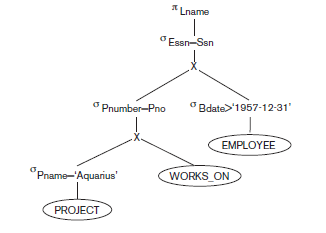 π Lname
σ Essn=Ssn
X
σ Pnumber=Pno
σ Bdate>'1957-12-31'
X
EMPLOYEE
σ Pname='Aquarius'
WORKS_ON
PROJECT